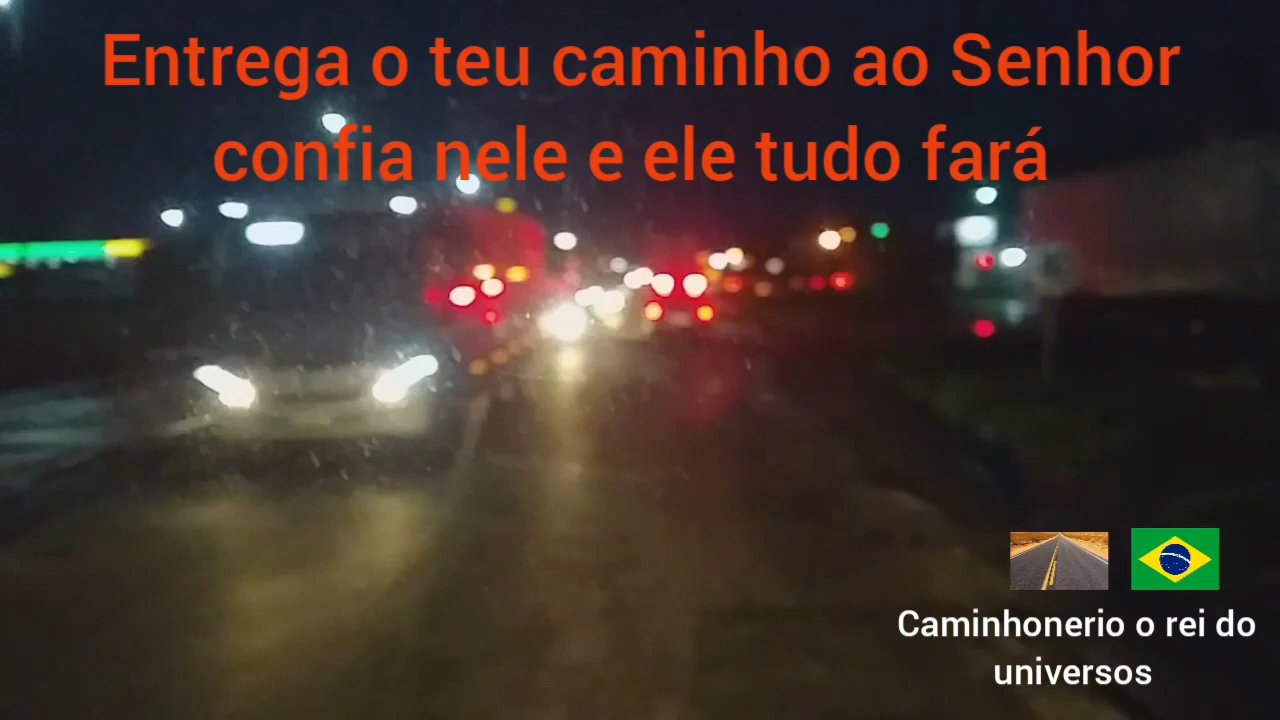 Entrega o teu caminho ao Senhor
confia nele e ele tudo fará
Caminhonerio o rei do
universos